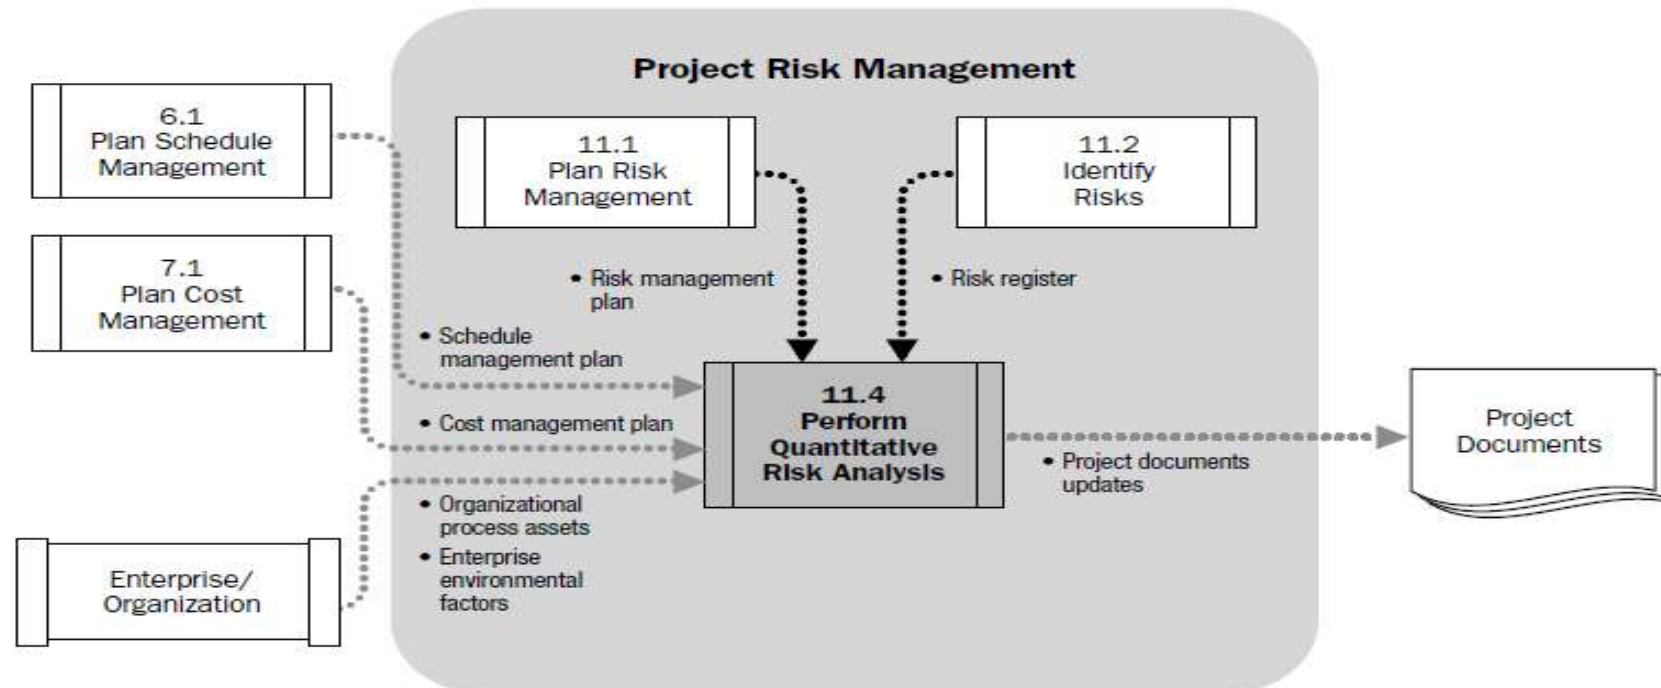 Project Risk Management
6.1
Plan Schedule
Management
11.1
Plan Risk
Management
11.2
Identify
Risks
7.1
Plan Cost
Management
• Risk management
plan
• Risk register
• Schedule
management plan
• Cost management plan
11.4
Perform
Quantitative
Risk Analysis
Project
Documents
• Project documents
updates
• Organizational
process assets
• Enterprise
environmental
factors
Enterprise/
Organization